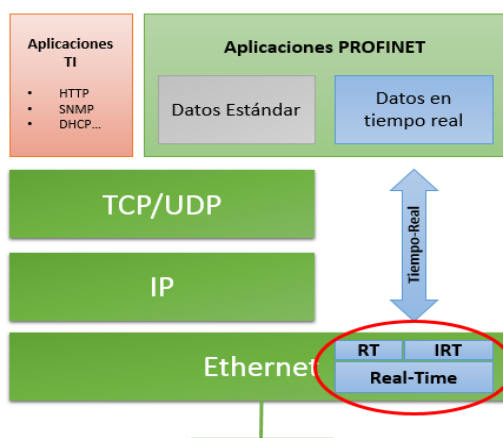 Aplicaciones
TI
• HTTP
• SNMP
• DHCP...
Aplicaciones PROFINET
Datos Estándar
Datos en
tiempo real
TCP/UDP
IP
Tiempo-Real
Ethernet
RT
IRT
Real-Time